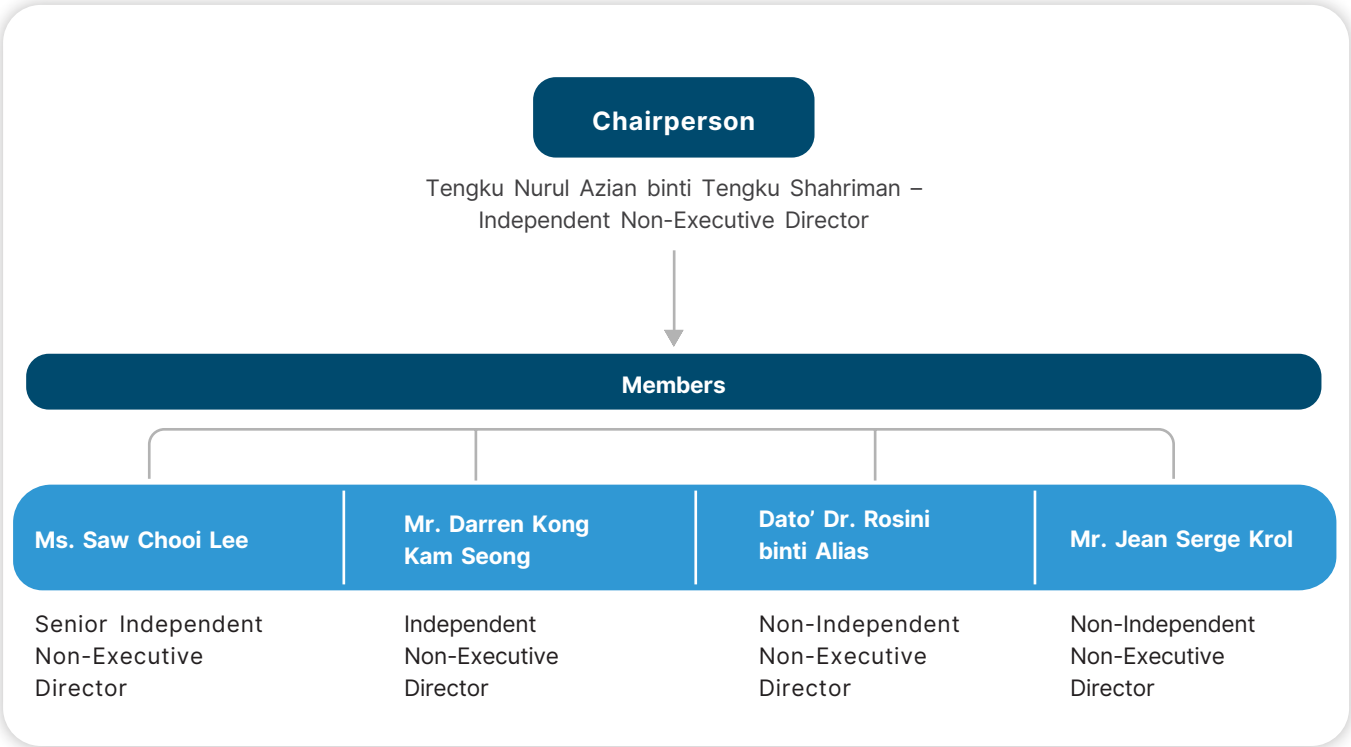 Chairperson
Tengku Nurul Azian binti Tengku Shahriman –
Independent Non-Executive Director
Members
Ms. Saw Chooi Lee
Mr. Darren Kong
Kam Seong
Dato’ Dr. Rosini
binti Alias
Mr. Jean Serge Krol
Senior Independent
Non-Executive
Director
Independent
Non-Executive
Director
Non-Independent
Non-Executive
Director
Non-Independent
Non-Executive
Director